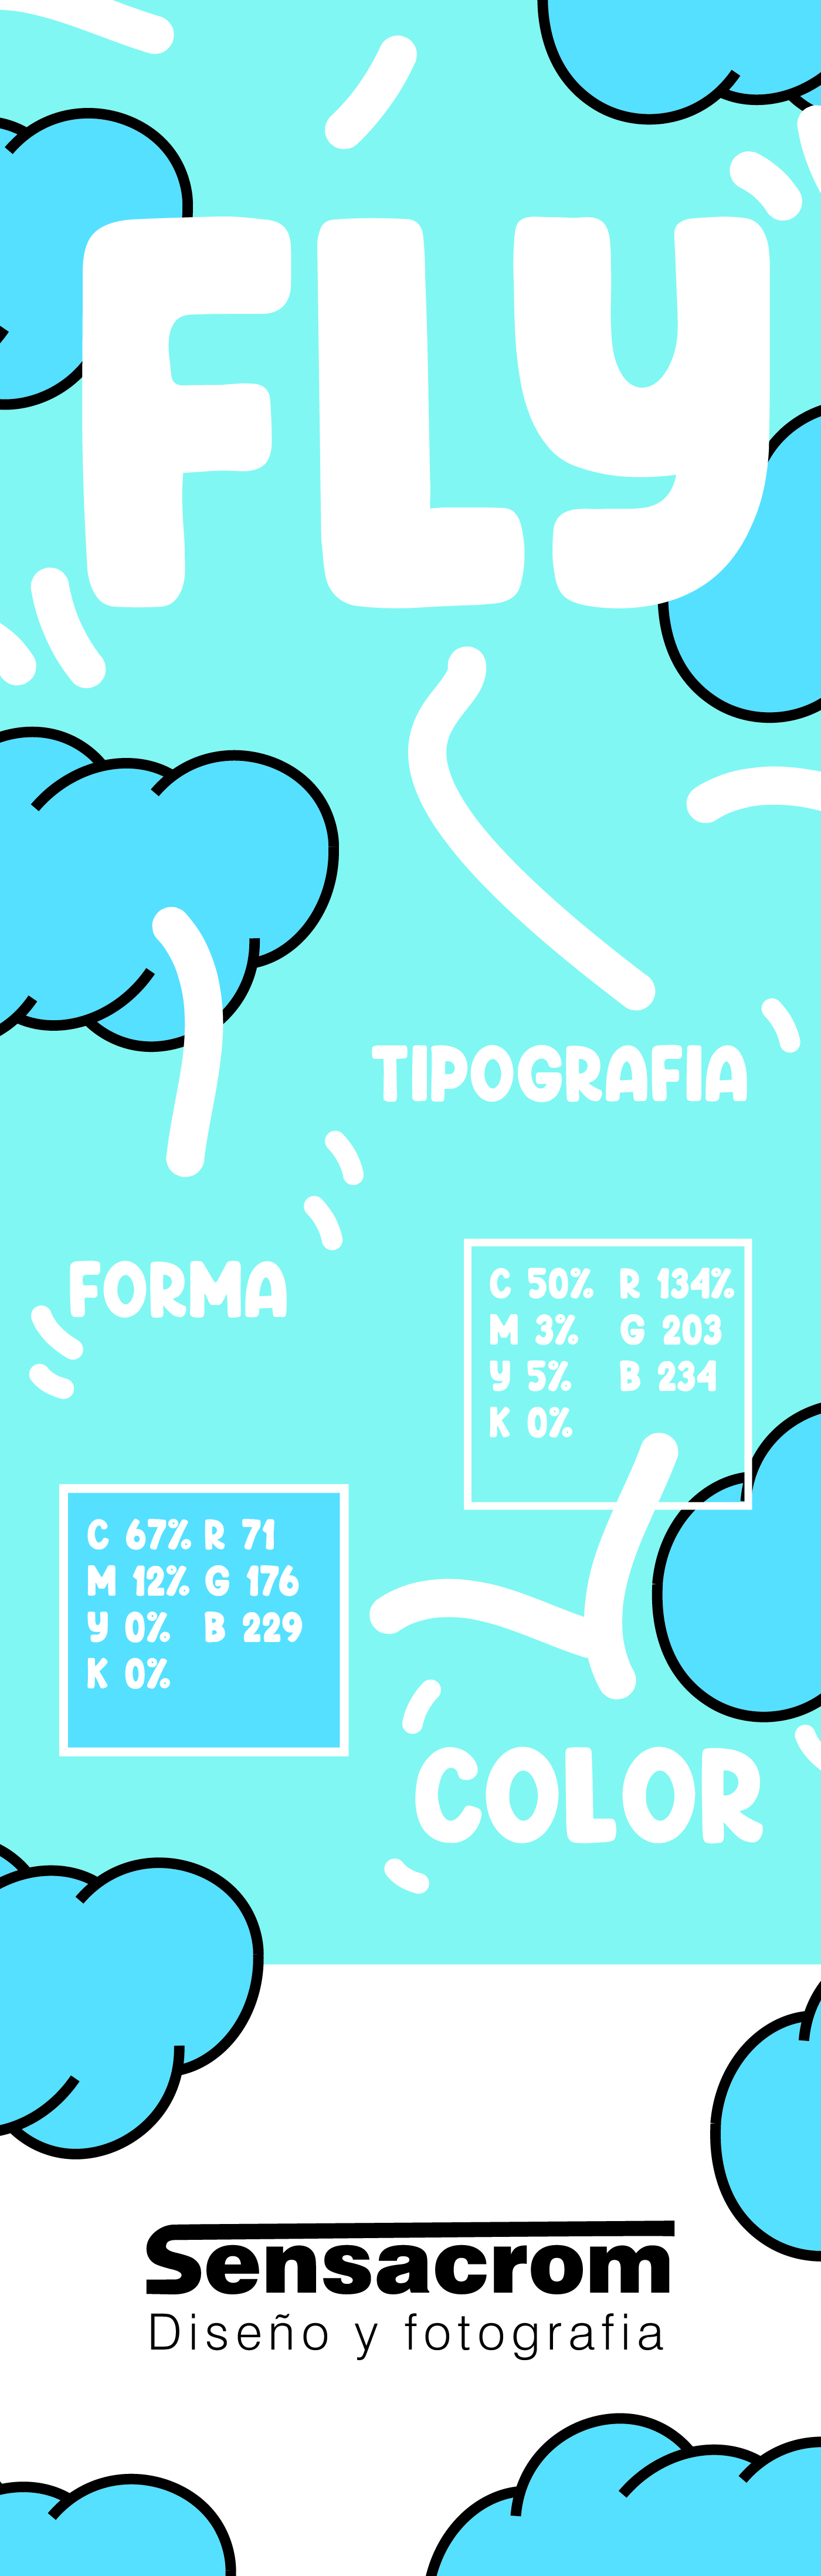 FLY
TIPOGRAFIA
FORMA
C 50% R 134%
M 3% G 203
Y 5% B 234
K 0%
C 67% R 71
M 12% G 176
Y 0% B 229
K 0%
COLOR
Sensacrom
Diseño y fotografia